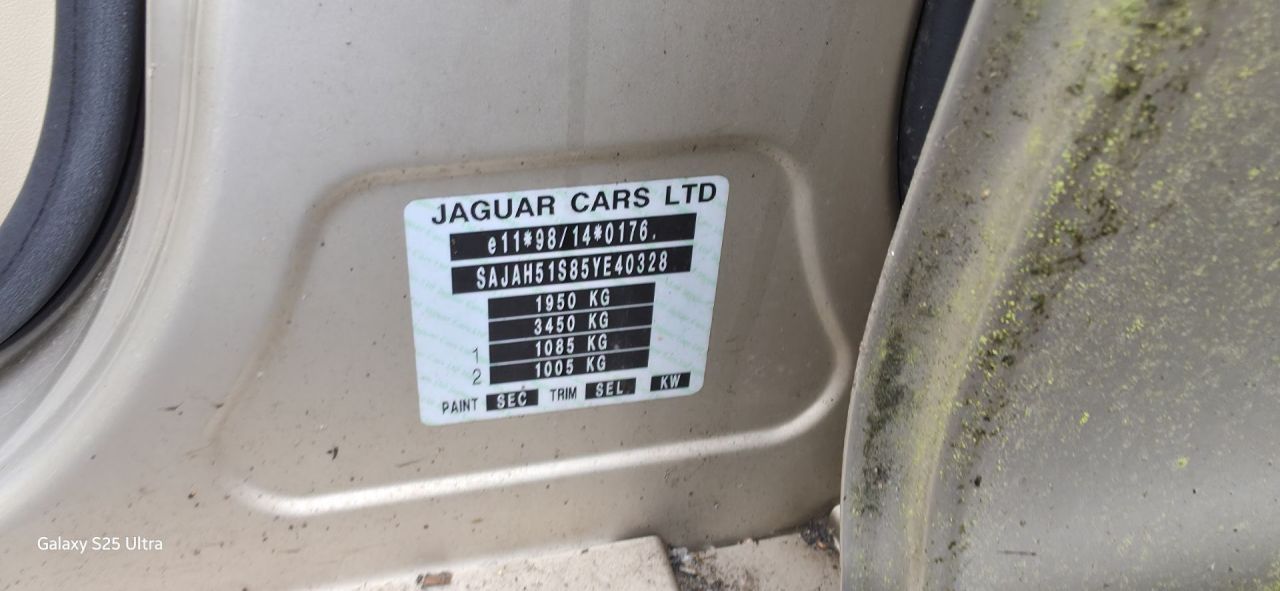 JAGUAR CARS LTD
e11*98/14*0176.
SAJAH51S85YE40328
1950 KG
3450 KG
1 1085 KG
2 1005 KG
PAINT SEC TRIM SEL KW
Galaxy S25 Ultra